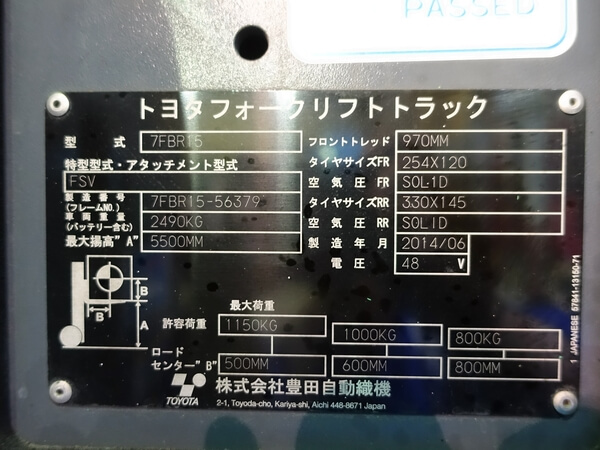 PASSED
トヨタフォークリフトトラック
型式 7FBR15 フロントトレッド 970MM
特型型式・アタッチメント型式 タイヤサイズFR 254X120
FSV 空気圧 FR SOLID
製造番号 (フレームNO.) 7FBR15-56379 タイヤサイズRR 330X145
車両重量 (バッテリー含む) 2490KG 空気圧 RR SOLID
最大揚高"A" 5500MM 製造年月 2014/06
電圧 48 V
B
B
A
最大荷重
許容荷重 1150KG 1000KG 800KG
ロード
センター"B" 500MM 600MM 800MM
TOYOTA 株式会社豊田自動織機
2-1, Toyoda-cho, Kariya-shi, Aichi 448-8671 Japan
1 JAPANESE 57841-13150-71